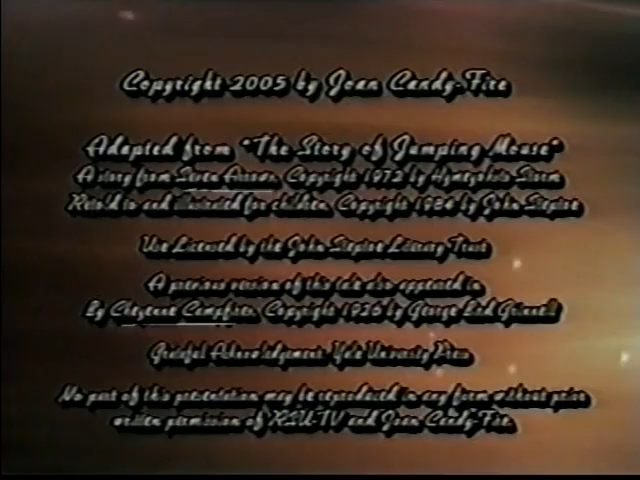 Copyright 2005 by Joan Candy-Fire
Adapted from "The Story of Jumping Mouse"
A story from Seven Arrows. Copyright 1972 by Hyemeyohsts Storm
Retold to and illustrated for children. Copyright 1984 by John Steptoe
Use Licensed by the John Steptoe Literary Trust
A previous version of this tale also appeared in
By Cheyenne Campfires. Copyright 1926 by George Bird Grinnell
Grateful Acknowledgement: Yale University Press
No part of this presentation may be reproduced in any form without prior
written permission of RSU-TV and Joan Candy-Fire.